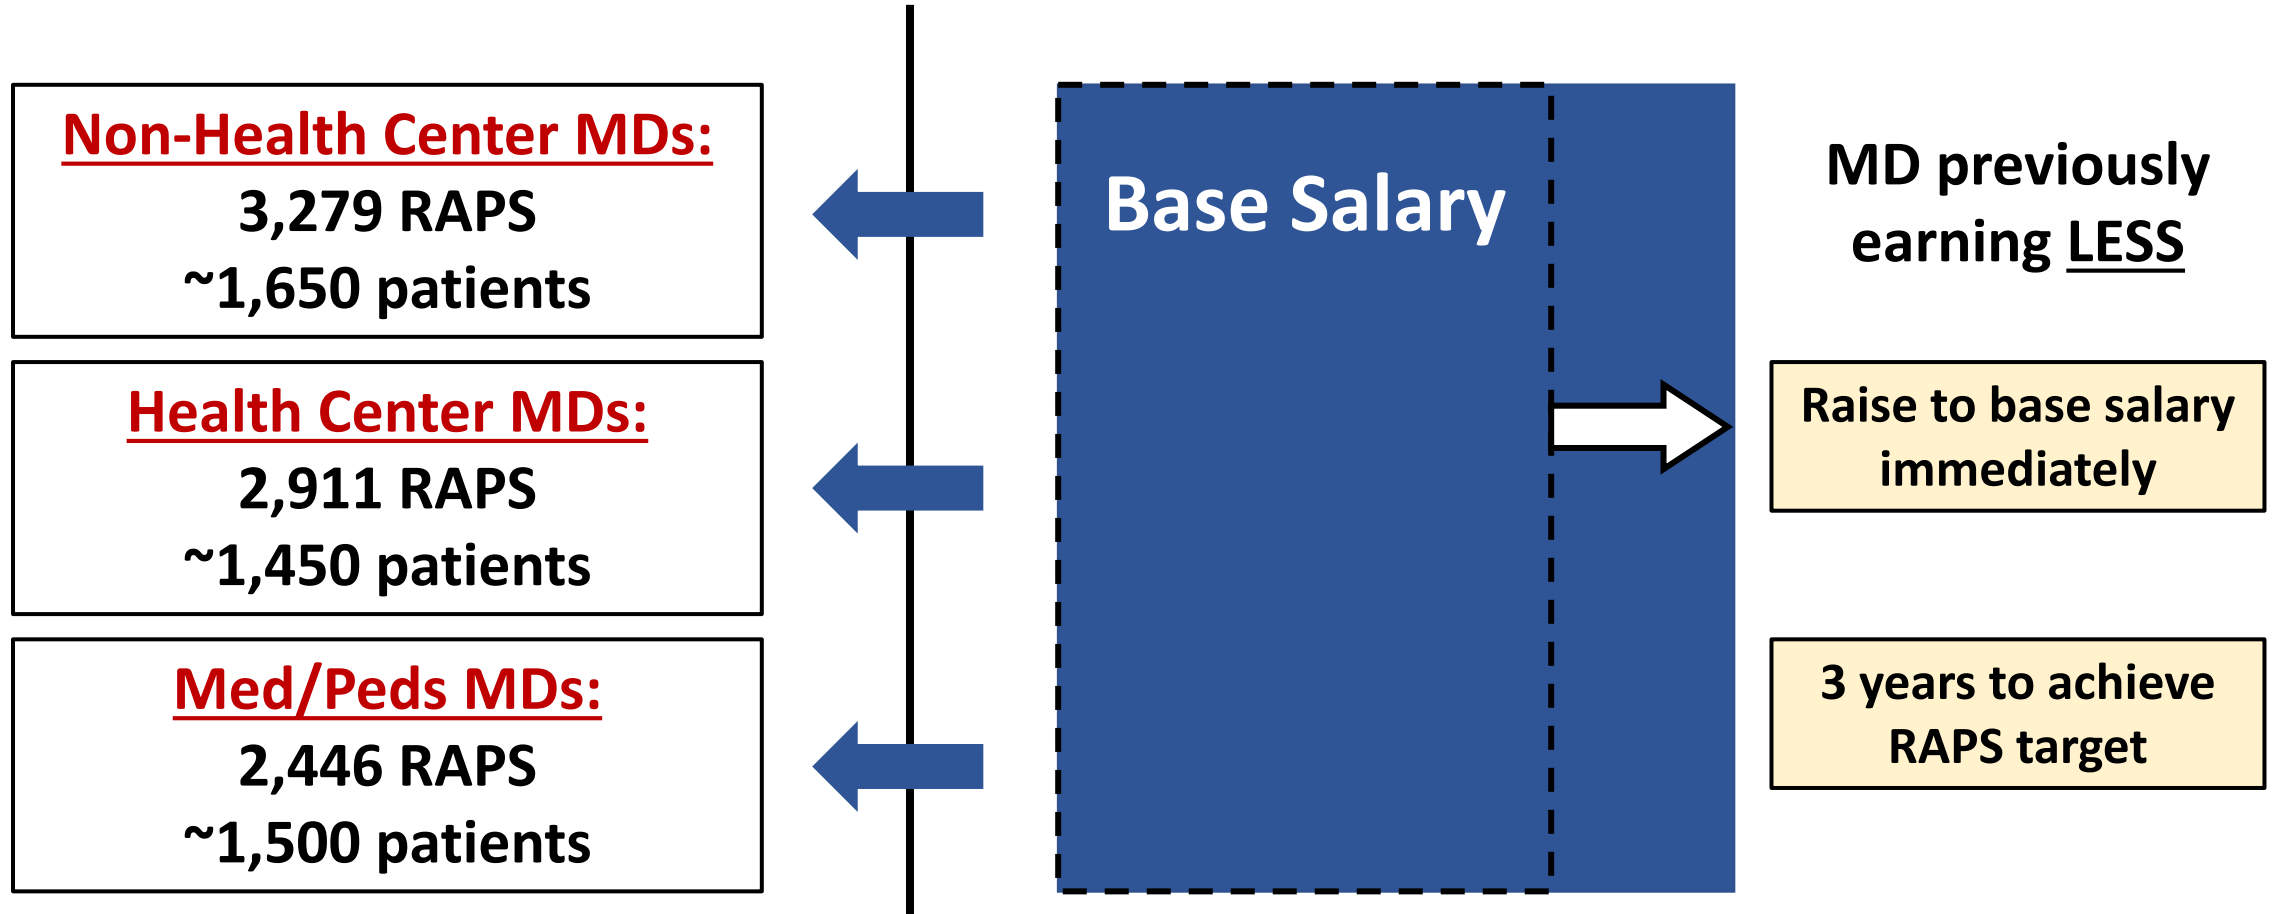 Non-Health Center MDs:
3,279 RAPS
~1,650 patients
Health Center MDs:
2,911 RAPS
~1,450 patients
Med/Peds MDs:
2,446 RAPS
~1,500 patients
Base Salary
MD previously
earning LESS
Raise to base salary
immediately
3 years to achieve
RAPS target